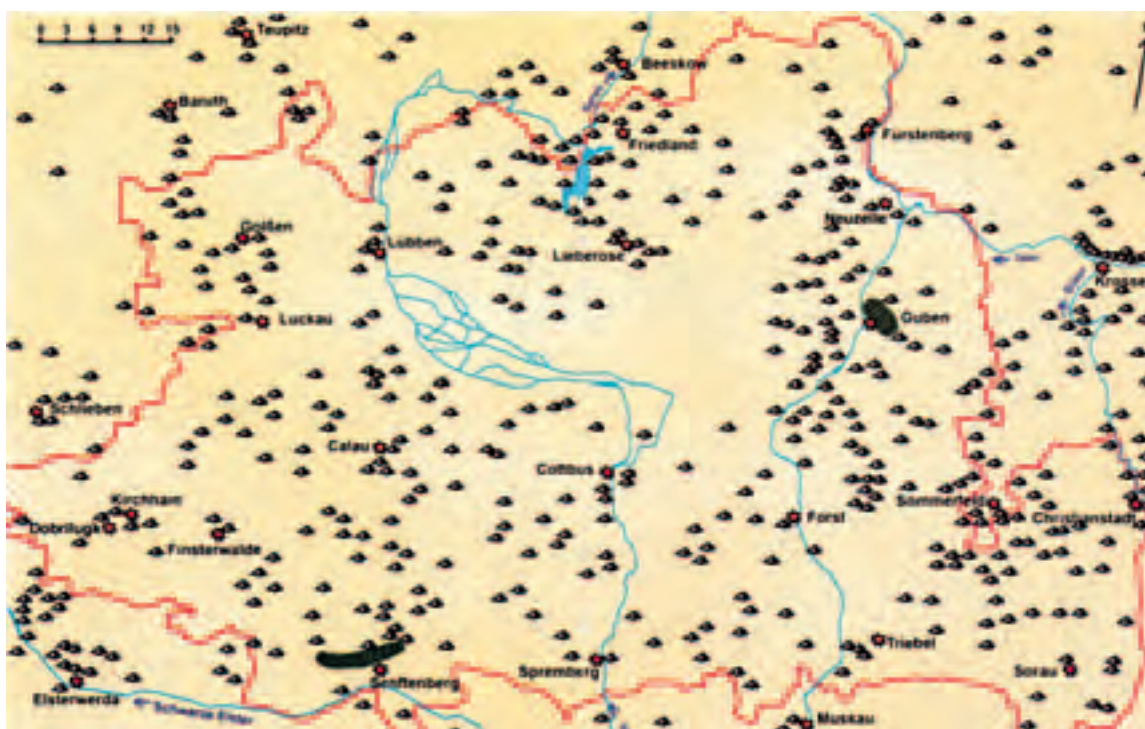 Teupitz
0 3 6 9 12 15
Beeskow
Baruth
Friedland
Fürstenberg
Neuzelle
Golßen
Lübben
Lieberose
Guben
Luckau
Schlieben
Calau
Cottbus
Sommerfeld
Kirchhain
Dobrilugk
Forst
Christianstadt
Finsterwalde
Triebel
Spremberg
Sorau
Senftenberg
Elsterwerda
Schwarze Elster
Muskau